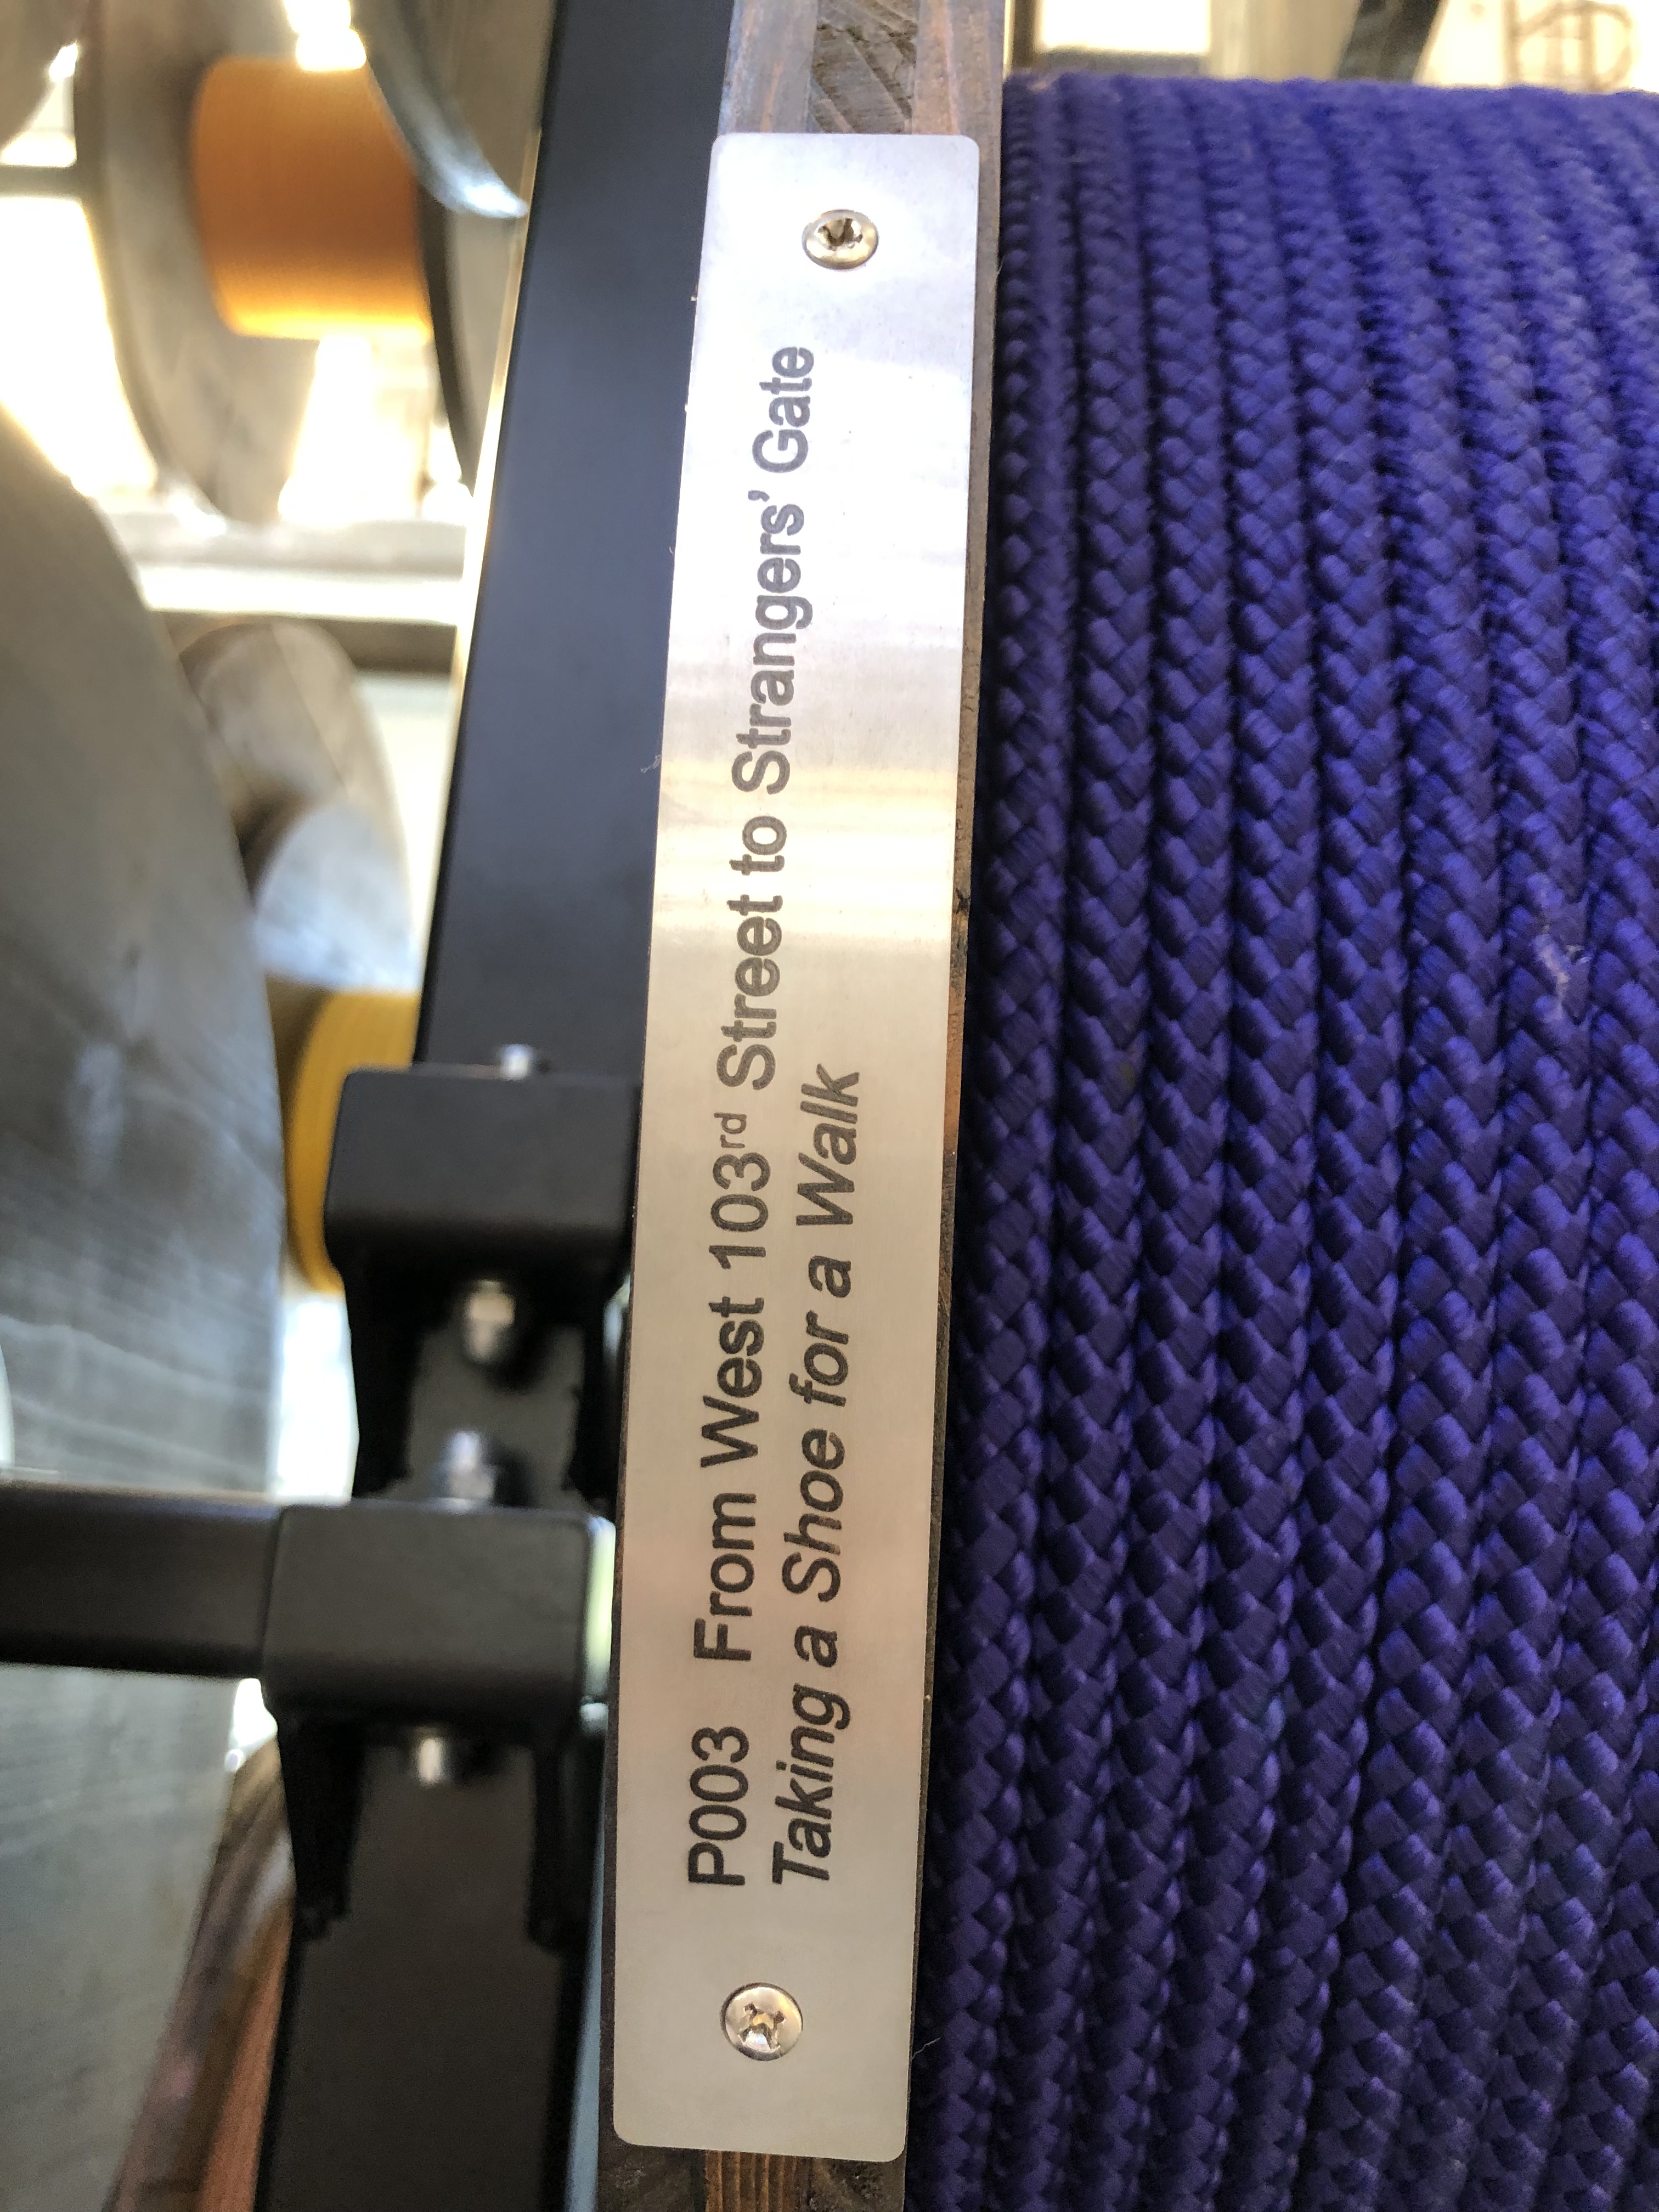 P003 From West 103rd Street to Strangers’ Gate
Taking a Shoe for a Walk